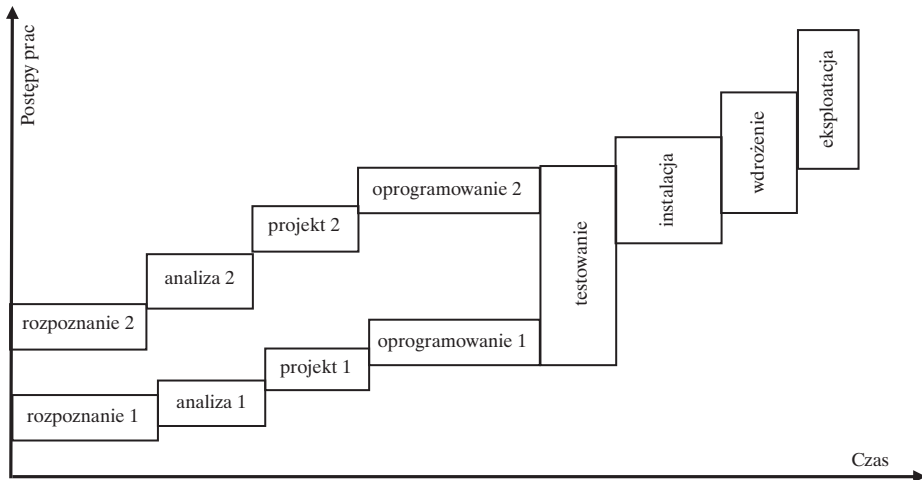 Postępy prac
eksploatacja
wdrożenie
instalacja
oprogramowanie 2
projekt 2
testowanie
analiza 2
rozpoznanie 2
oprogramowanie 1
projekt 1
analiza 1
rozpoznanie 1
Czas